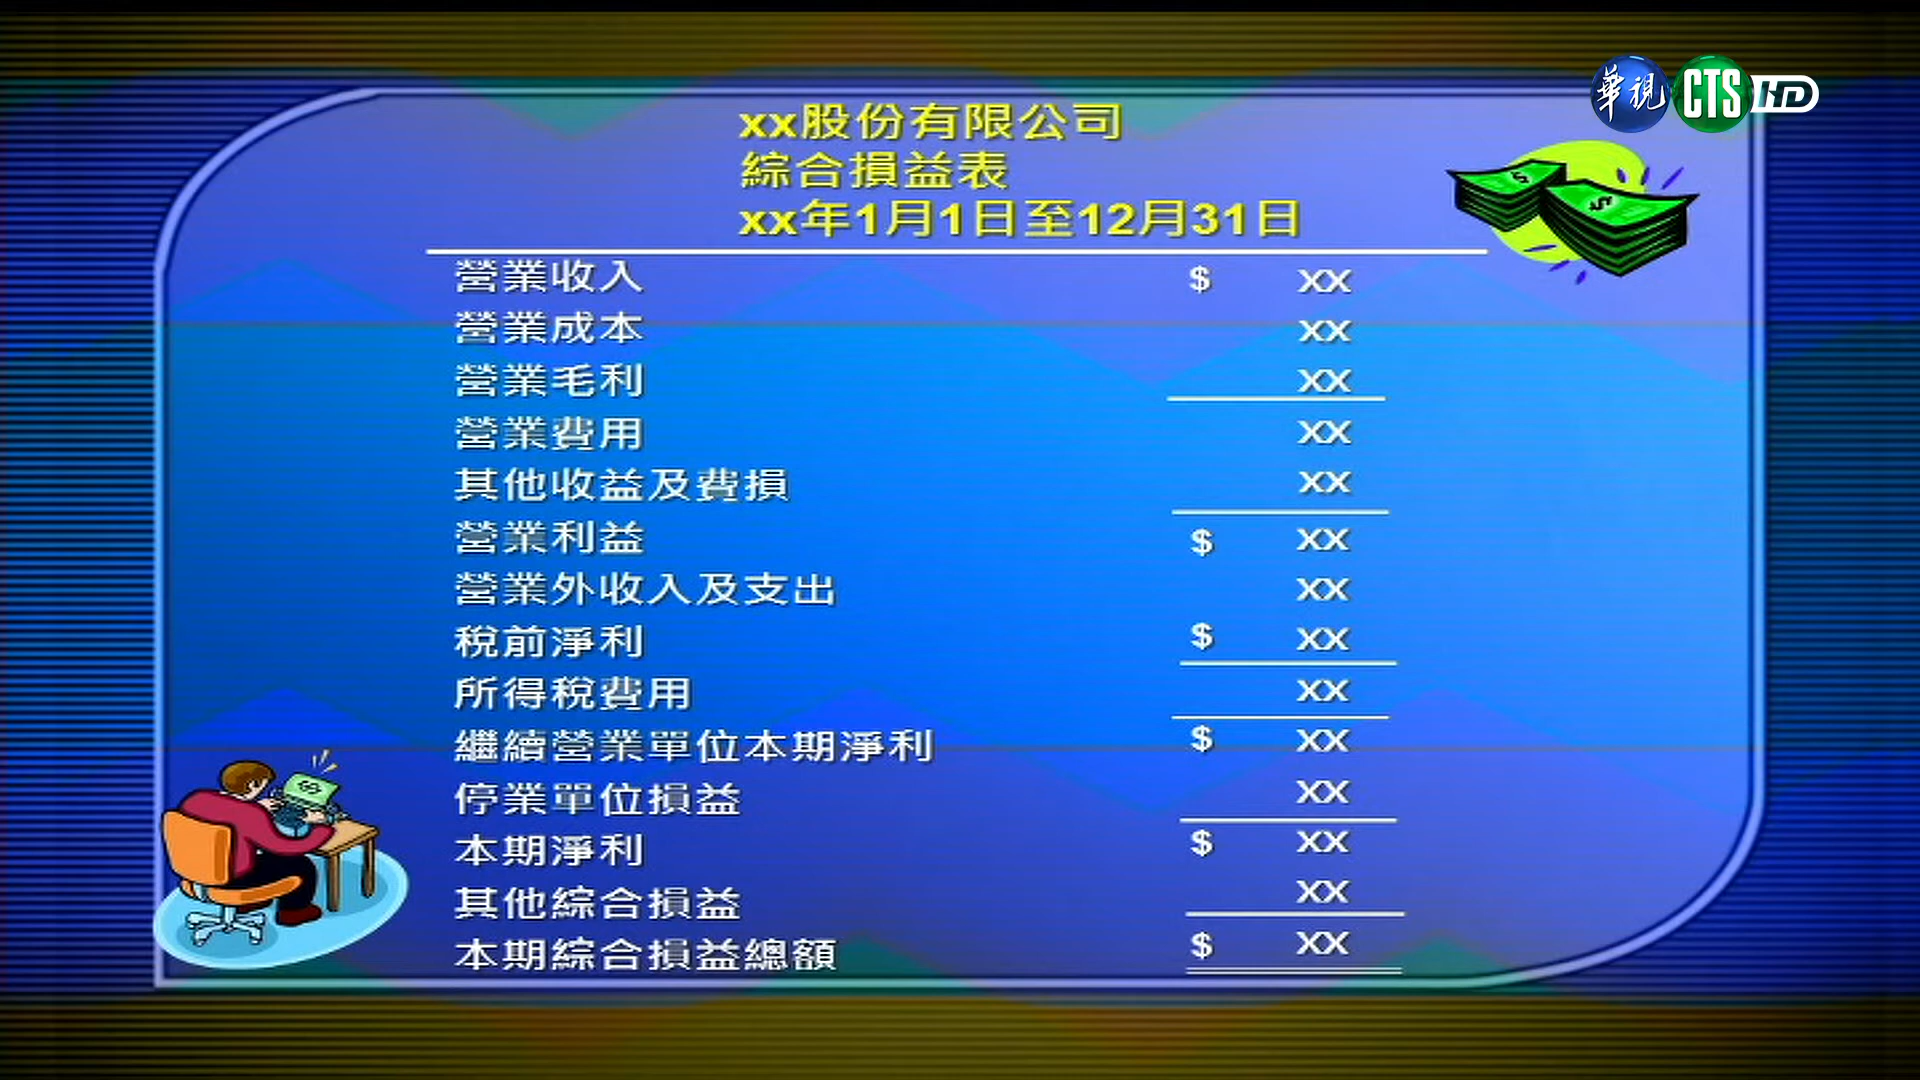 華視 CTS HD
xx股份有限公司
綜合損益表
xx年1月1日至12月31日
營業收入 $ XX
營業成本 XX
營業毛利 XX
營業費用 XX
其他收益及費損 XX
營業利益 $ XX
營業外收入及支出 XX
稅前淨利 $ XX
所得稅費用 XX
繼續營業單位本期淨利 $ XX
停業單位損益 XX
本期淨利 $ XX
其他綜合損益 XX
本期綜合損益總額 $ XX